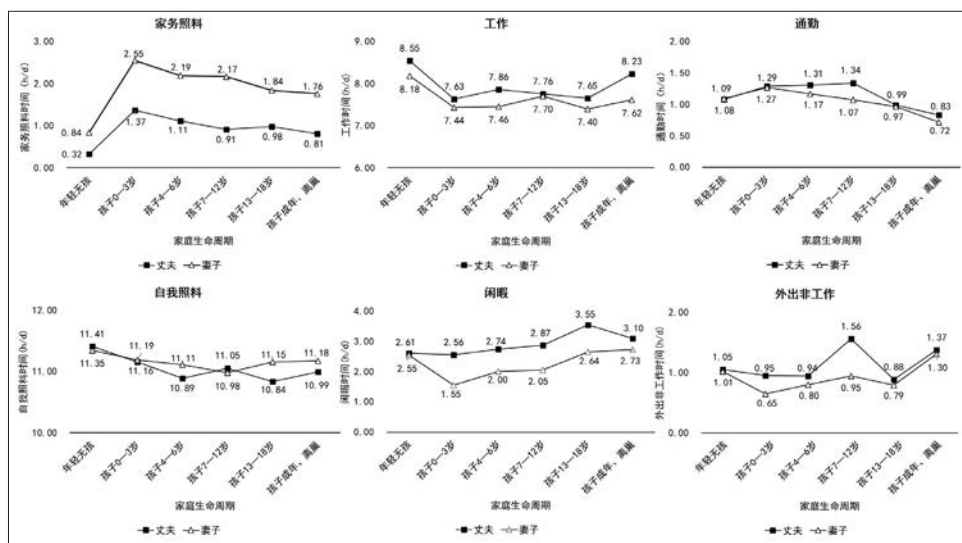 家务照料
3.00
2.00
1.00
0.00
家务照料时间(h/d)
0.84
2.55
2.19
2.17
1.84
1.76
0.32
1.37
1.11
0.91
0.98
0.81
年轻无孩
孩子0—3岁
孩子4—6岁
孩子7—12岁
孩子13—18岁
孩子成年、离巢
家庭生命周期
丈夫 妻子
工作
9.00
8.00
7.00
6.00
工作时间(h/d)
8.55
7.63
7.86
7.76
7.65
8.23
8.18
7.44
7.46
7.70
7.40
7.62
年轻无孩
孩子0—3岁
孩子4—6岁
孩子7—12岁
孩子13—18岁
孩子成年、离巢
家庭生命周期
丈夫 妻子
通勤
2.00
1.50
1.00
0.50
0.00
通勤时间(h/d)
1.09
1.29
1.31
1.34
0.99
0.83
1.08
1.27
1.17
1.07
0.97
0.72
年轻无孩
孩子0—3岁
孩子4—6岁
孩子7—12岁
孩子13—18岁
孩子成年、离巢
家庭生命周期
丈夫 妻子
自我照料
12.00
11.00
10.00
自我照料时间(h/d)
11.41
11.19
11.11
11.05
11.15
11.18
11.35
11.16
10.89
10.98
10.84
10.99
年轻无孩
孩子0—3岁
孩子4—6岁
孩子7—12岁
孩子13—18岁
孩子成年、离巢
家庭生命周期
丈夫 妻子
闲暇
4.00
3.00
2.00
1.00
0.00
闲暇时间(h/d)
2.61
2.56
2.74
2.87
3.55
3.10
2.55
1.55
2.00
2.05
2.64
2.73
年轻无孩
孩子0—3岁
孩子4—6岁
孩子7—12岁
孩子13—18岁
孩子成年、离巢
家庭生命周期
丈夫 妻子
外出非工作
2.00
1.00
0.00
外出非工作时间(h/d)
1.05
0.95
0.94
1.56
0.88
1.37
1.01
0.65
0.80
0.95
0.79
1.30
年轻无孩
孩子0—3岁
孩子4—6岁
孩子7—12岁
孩子13—18岁
孩子成年、离巢
家庭生命周期
丈夫 妻子